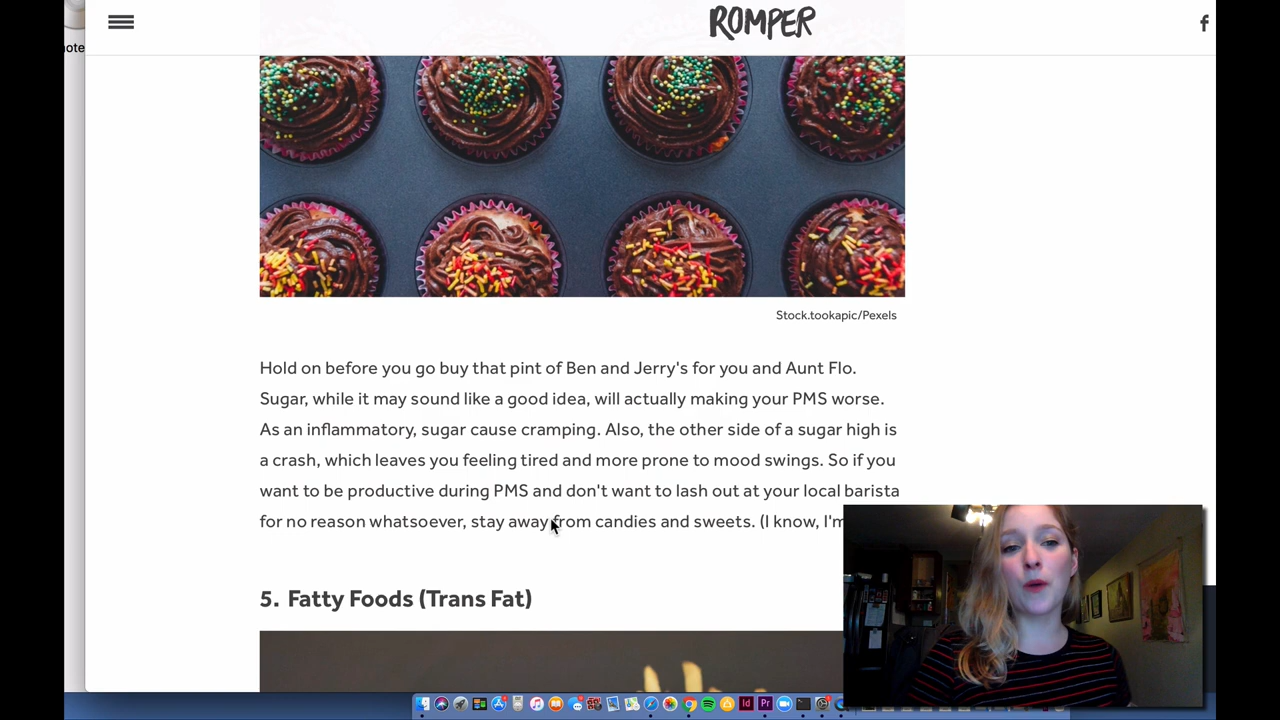 ote
ROMPER
f
Stock.tookapic/Pexels
Hold on before you go buy that pint of Ben and Jerry's for you and Aunt Flo.
Sugar, while it may sound like a good idea, will actually making your PMS worse.
As an inflammatory, sugar cause cramping. Also, the other side of a sugar high is
a crash, which leaves you feeling tired and more prone to mood swings. So if you
want to be productive during PMS and don't want to lash out at your local barista
for no reason whatsoever, stay away from candies and sweets. (I know, I'm
5. Fatty Foods (Trans Fat)
Id
Pr